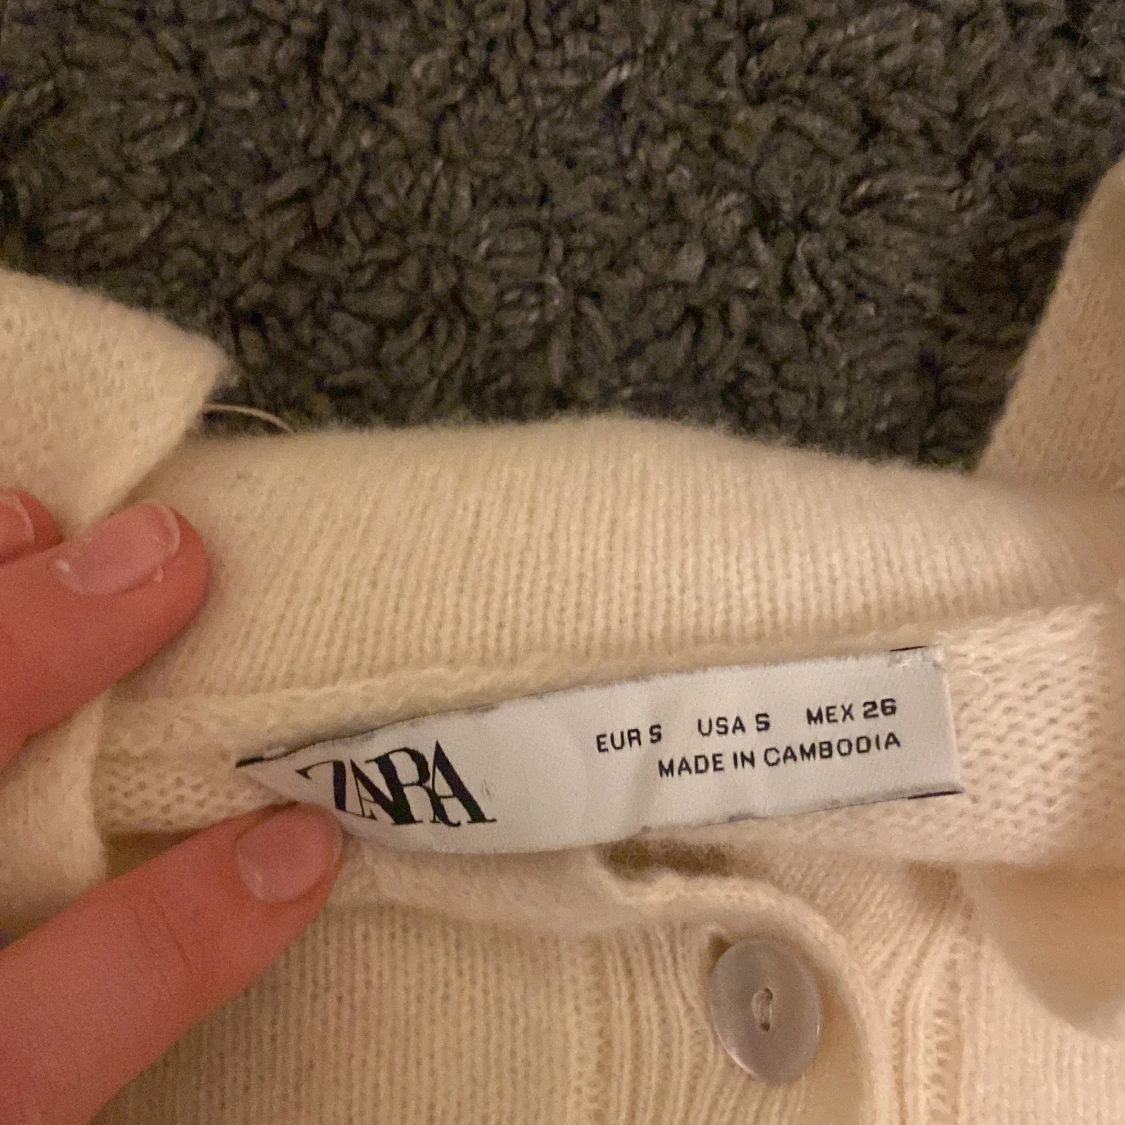 ZARA
EUR S USA S MEX 26
MADE IN CAMBODIA